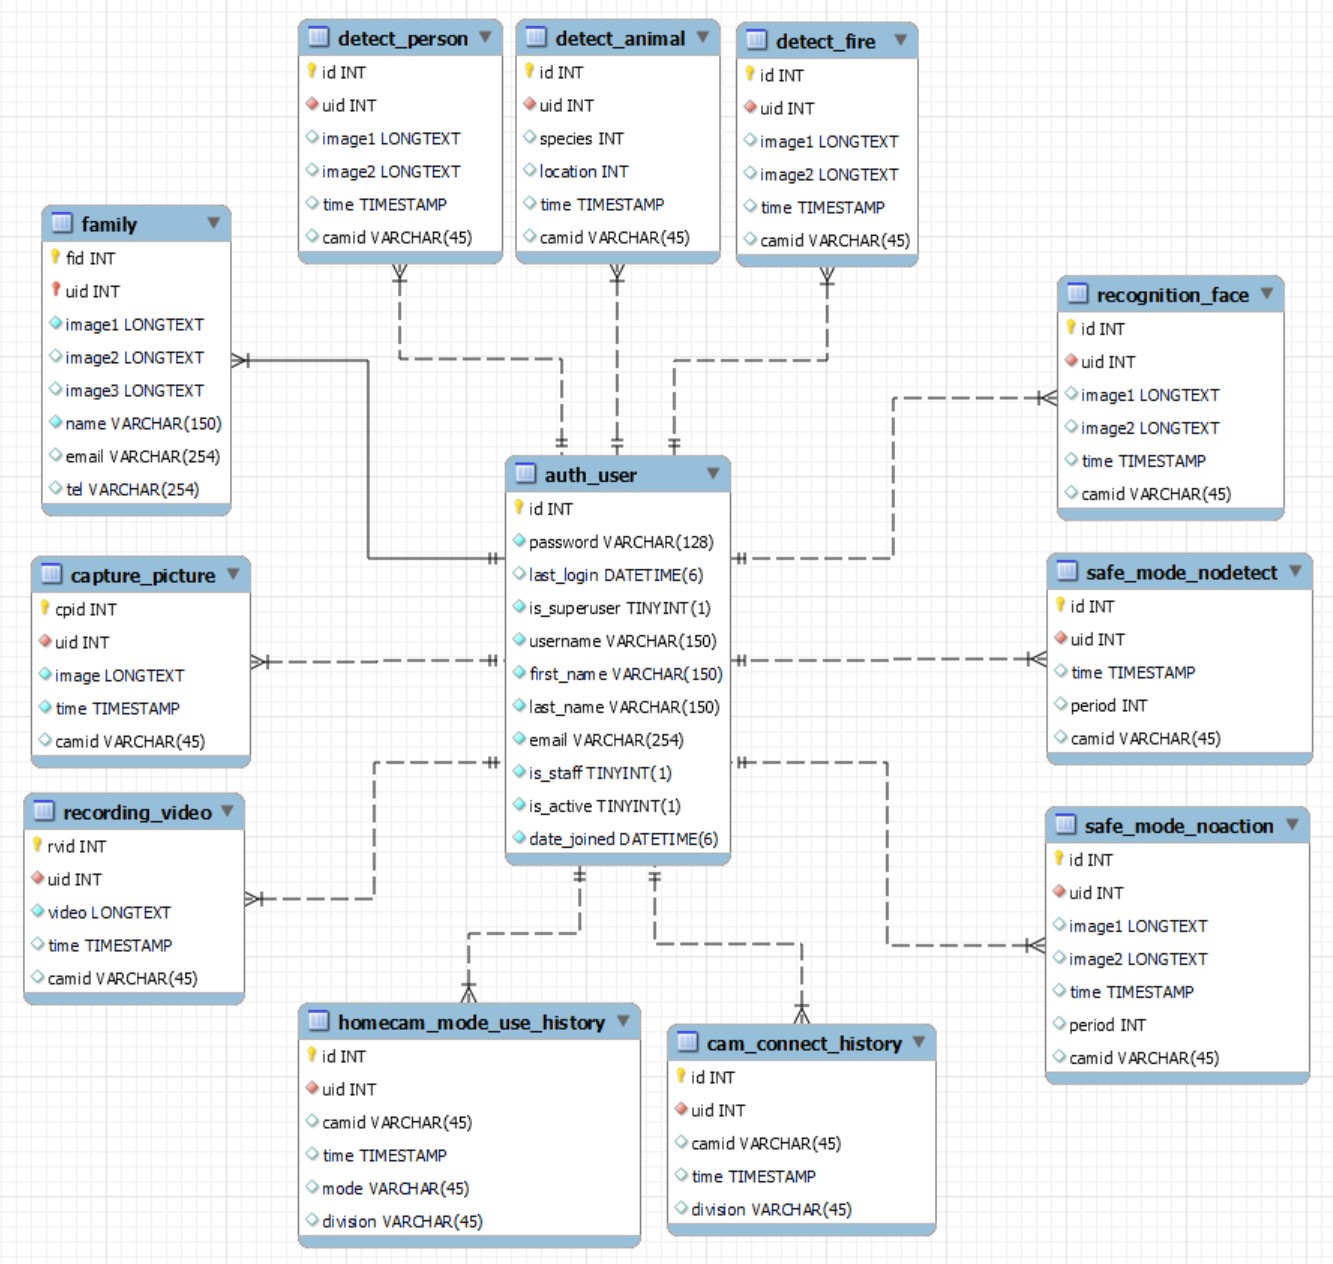 detect_person
id INT
uid INT
image1 LONGTEXT
image2 LONGTEXT
time TIMESTAMP
camid VARCHAR(45)
detect_animal
id INT
uid INT
species INT
location INT
time TIMESTAMP
camid VARCHAR(45)
detect_fire
id INT
uid INT
image1 LONGTEXT
image2 LONGTEXT
time TIMESTAMP
camid VARCHAR(45)
family
fid INT
uid INT
image1 LONGTEXT
image2 LONGTEXT
image3 LONGTEXT
name VARCHAR(150)
email VARCHAR(254)
tel VARCHAR(254)
recognition_face
id INT
uid INT
image1 LONGTEXT
image2 LONGTEXT
time TIMESTAMP
camid VARCHAR(45)
auth_user
id INT
password VARCHAR(128)
last_login DATETIME(6)
is_superuser TINYINT(1)
username VARCHAR(150)
first_name VARCHAR(150)
last_name VARCHAR(150)
email VARCHAR(254)
is_staff TINYINT(1)
is_active TINYINT(1)
date_joined DATETIME(6)
capture_picture
cpid INT
uid INT
image LONGTEXT
time TIMESTAMP
camid VARCHAR(45)
safe_mode_nodetect
id INT
uid INT
time TIMESTAMP
period INT
camid VARCHAR(45)
recording_video
rvid INT
uid INT
video LONGTEXT
time TIMESTAMP
camid VARCHAR(45)
safe_mode_noaction
id INT
uid INT
image1 LONGTEXT
image2 LONGTEXT
time TIMESTAMP
period INT
camid VARCHAR(45)
homecam_mode_use_history
id INT
uid INT
camid VARCHAR(45)
time TIMESTAMP
mode VARCHAR(45)
division VARCHAR(45)
cam_connect_history
id INT
uid INT
camid VARCHAR(45)
time TIMESTAMP
division VARCHAR(45)